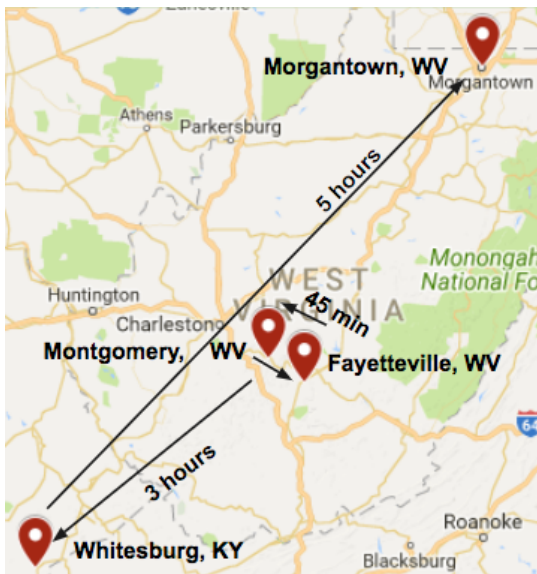 Zanesville
Morgantown, WV
Morgantown
Athens
Parkersburg
5 hours
Monongah
National Fo
WEST
VIRGINIA
45 min
Huntington
Charleston
Montgomery, WV
Fayetteville, WV
64
3 hours
Whitesburg, KY
Roanoke
Blacksburg